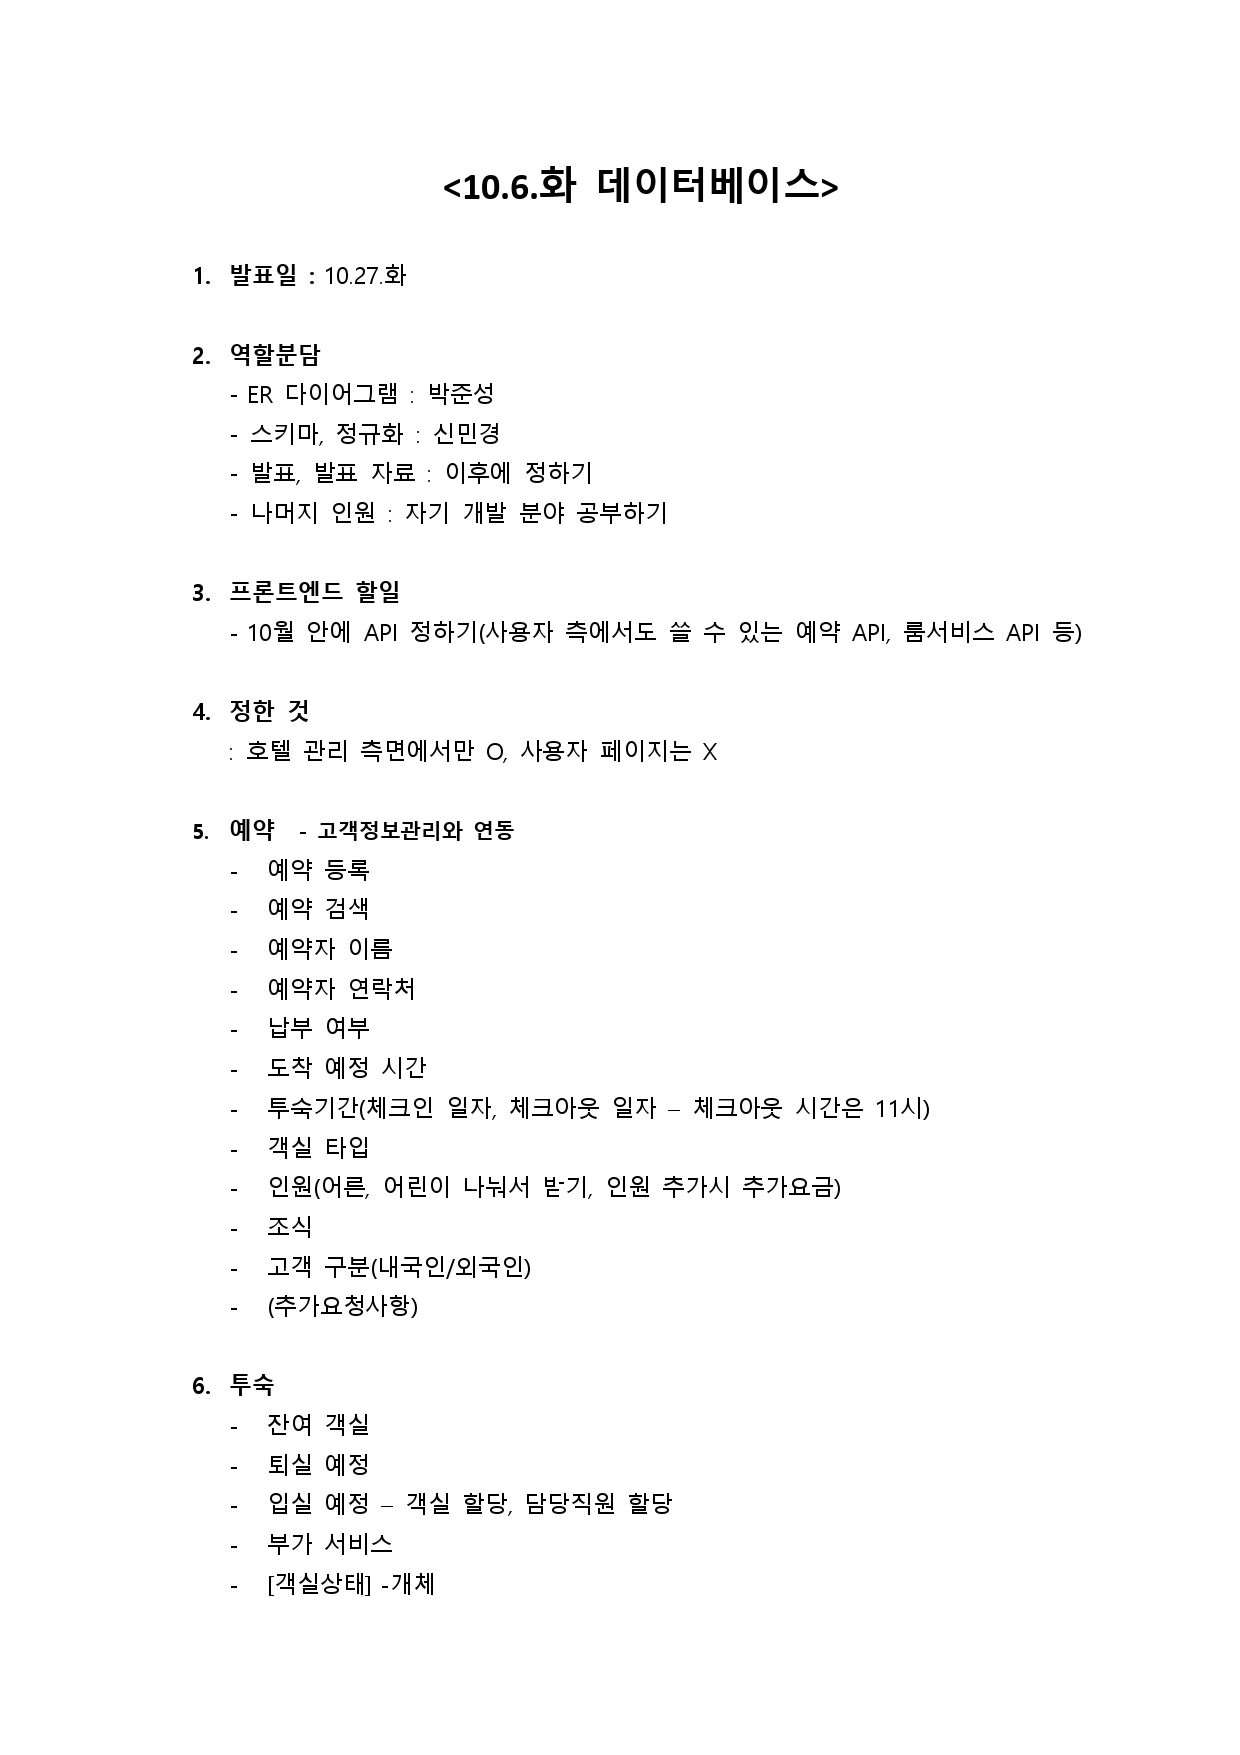 <10.6.화 데이터베이스>
1. 발표일 : 10.27.화
2. 역할분담
- ER 다이어그램 : 박준성
- 스키마, 정규화 : 신민경
- 발표, 발표 자료 : 이후에 정하기
- 나머지 인원 : 자기 개발 분야 공부하기
3. 프론트엔드 할일
- 10월 안에 API 정하기(사용자 측에서도 쓸 수 있는 예약 API, 룸서비스 API 등)
4. 정한 것
: 호텔 관리 측면에서만 O, 사용자 페이지는 X
5. 예약 - 고객정보관리와 연동
- 예약 등록
- 예약 검색
- 예약자 이름
- 예약자 연락처
- 납부 여부
- 도착 예정 시간
- 투숙기간(체크인 일자, 체크아웃 일자 – 체크아웃 시간은 11시)
- 객실 타입
- 인원(어른, 어린이 나눠서 받기, 인원 추가시 추가요금)
- 조식
- 고객 구분(내국인/외국인)
- (추가요청사항)
6. 투숙
- 잔여 객실
- 퇴실 예정
- 입실 예정 – 객실 할당, 담당직원 할당
- 부가 서비스
- [객실상태] -개체